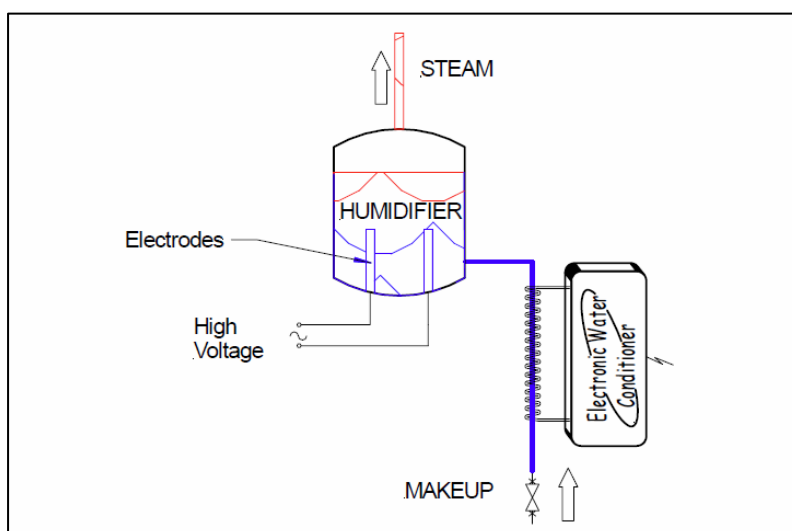 STEAM
HUMIDIFIER
Electrodes
High
Voltage
Electronic Water
Conditioner
MAKEUP